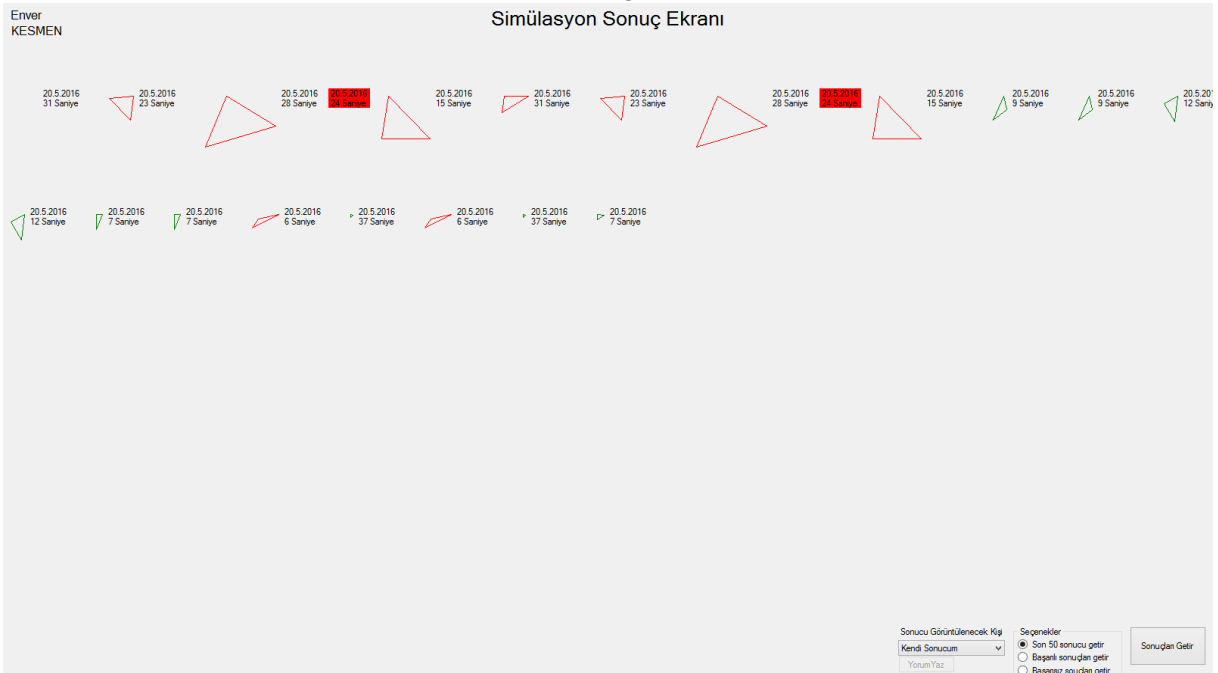 Enver
KESMEN
Simülasyon Sonuç Ekranı
20.5.2016
31 Saniye
20.5.2016
23 Saniye
20.5.2016
28 Saniye
20.5.2016
24 Saniye
20.5.2016
15 Saniye
20.5.2016
31 Saniye
20.5.2016
23 Saniye
20.5.2016
28 Saniye
20.5.2016
24 Saniye
20.5.2016
15 Saniye
20.5.2016
9 Saniye
20.5.2016
9 Saniye
20.5.201
12 Saniy
20.5.2016
12 Saniye
20.5.2016
7 Saniye
20.5.2016
7 Saniye
20.5.2016
6 Saniye
20.5.2016
37 Saniye
20.5.2016
6 Saniye
20.5.2016
37 Saniye
20.5.2016
7 Saniye
Sonucu Görüntülenecek Kişi
Kendi Sonucum
YorumYaz
Seçenekler
Son 50 sonucu getir
Başarılı sonuçları getir
Başarısız souçları getir
Sonuçları Getir